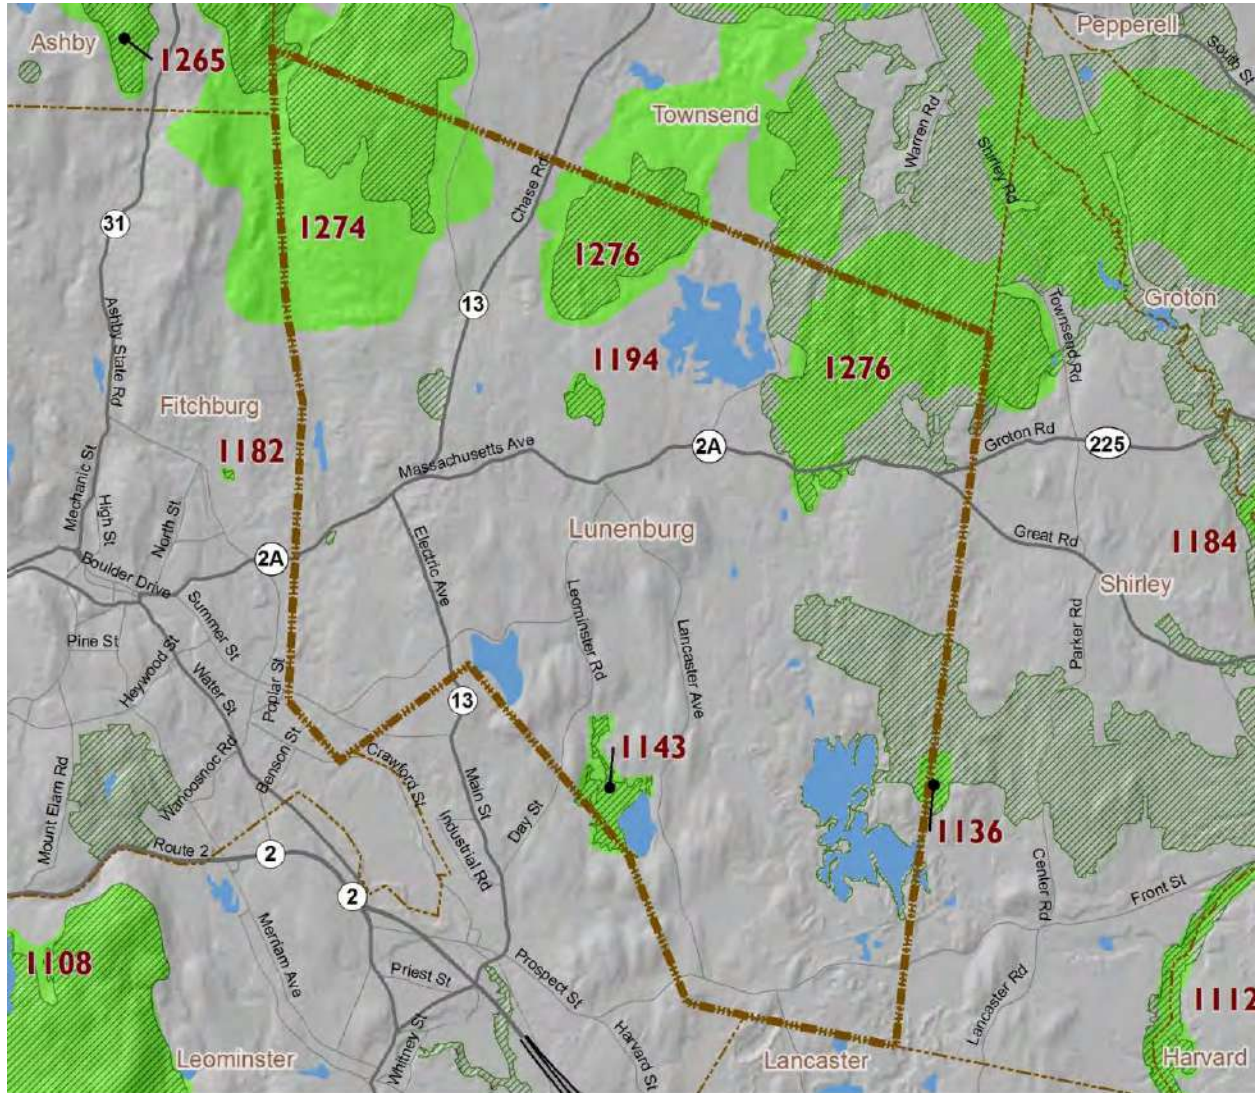 Ashby
1265
Pepperell
South St
Townsend
Warren Rd
Shirley Rd
Chase Rd
31
1274
1276
13
Groton
Townsend Rd
Ashby State Rd
1194
1276
Fitchburg
1182
Massachusetts Ave
2A
Groton Rd
225
Mechanic St
High St
North St
Lunenburg
Great Rd
1184
2A
Boulder Drive
Electric Ave
Leominster Rd
Shirley
Summer St
Pine St
Heywood St
Water St
Poplar St
Lancaster Ave
Parker Rd
13
Benson St
Crawford St
1143
Wanoosnoc Rd
Mount Elam Rd
Main St
Day St
Industrial Rd
1136
Route 2
2
2
Center Rd
Front St
Merriam Ave
1108
Priest St
Prospect St
Lancaster Rd
1112
Whitney St
Harvard St
Leominster
Lancaster
Harvard